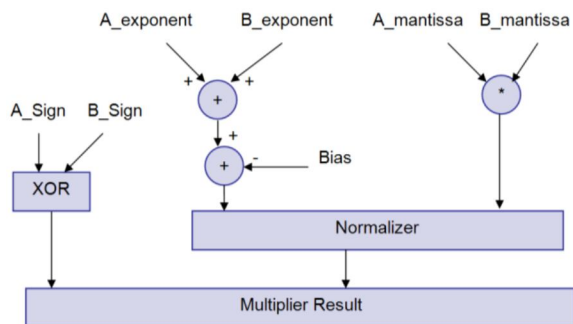 A_exponent B_exponent A_mantissa B_mantissa
+ +
+ *
A_Sign B_Sign
+
+ - Bias
XOR
Normalizer
Multiplier Result